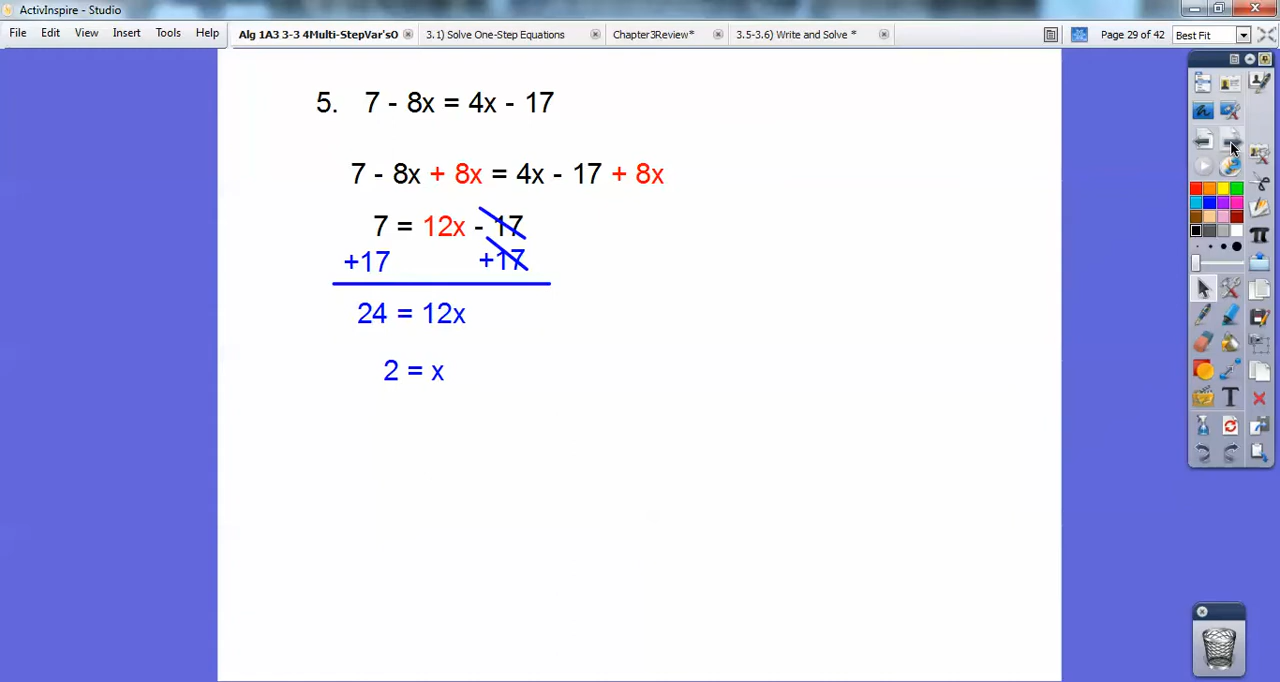 ActivInspire - Studio
File Edit View Insert Tools Help
Alg 1A3 3-3 4Multi-StepVar'sO
3.1) Solve One-Step Equations
Chapter3Review*
3.5-3.6) Write and Solve *
Page 29 of 42
Best Fit
5. 7 - 8x = 4x - 17
7 - 8x + 8x = 4x - 17 + 8x
7 = 12x - 17
+17 +17
24 = 12x
2 = x